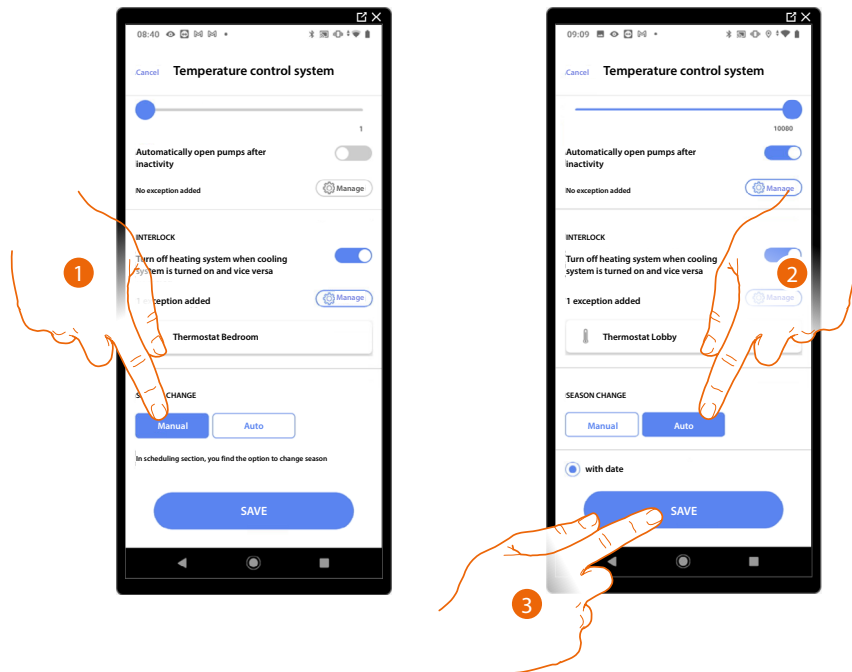 08:40
Cancel Temperature control system
1
Automatically open pumps after
inactivity
No exception added
Manage
INTERLOCK
Turn off heating system when cooling
system is turned on and vice versa
1 exception added
Manage
Thermostat Bedroom
CHANGE
Manual
Auto
In scheduling section, you find the option to change season
SAVE
1
09:09
Cancel Temperature control system
10080
Automatically open pumps after
inactivity
No exception added
Manage
INTERLOCK
Turn off heating system when cooling
system is turned on and vice versa
1 exception added
Manage
Thermostat Lobby
SEASON CHANGE
Manual
Auto
with date
SAVE
2
3